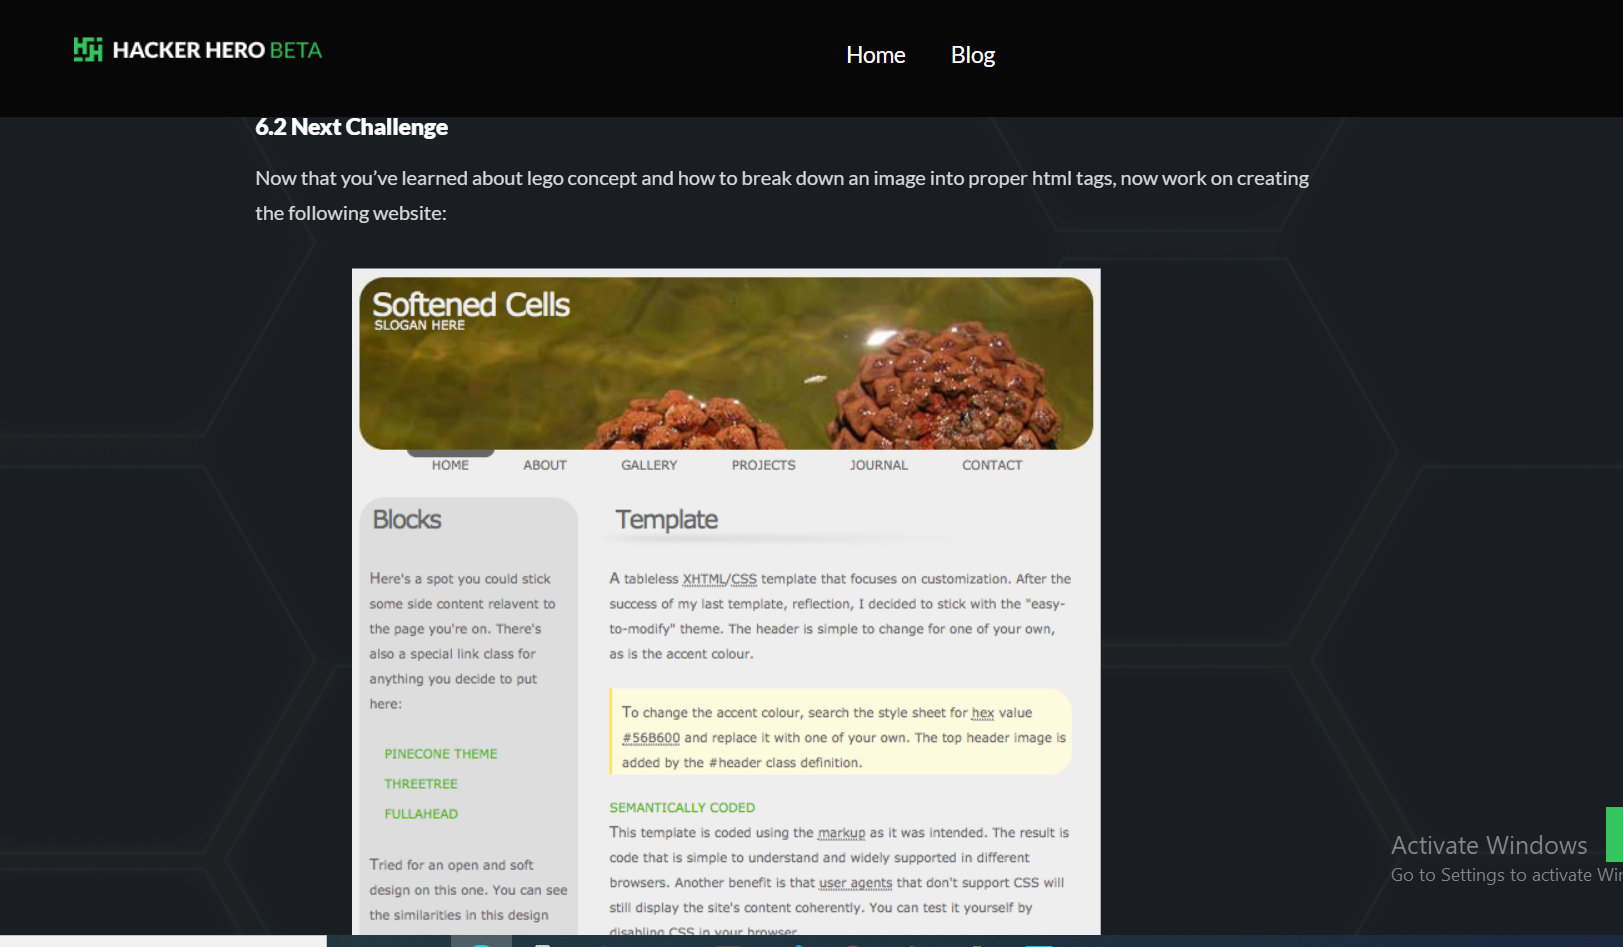 HACKER HERO BETA
Home
Blog
6.2 Next Challenge
Now that you’ve learned about lego concept and how to break down an image into proper html tags, now work on creating
the following website:
Softened Cells
SLOGAN HERE
HOME
ABOUT
GALLERY
PROJECTS
JOURNAL
CONTACT
Blocks
Here's a spot you could stick
some side content relavent to
the page you're on. There's
also a special link class for
anything you decide to put
here:
PINECONE THEME
THREETREE
FULLAHEAD
Tried for an open and soft
design on this one. You can see
the similarities in this design
Template
A tableless XHTML/CSS template that focuses on customization. After the
success of my last template, reflection, I decided to stick with the "easy-
to-modify" theme. The header is simple to change for one of your own,
as is the accent colour.
To change the accent colour, search the style sheet for hex value
#56B600 and replace it with one of your own. The top header image is
added by the #header class definition.
SEMANTICALLY CODED
This template is coded using the markup as it was intended. The result is
code that is simple to understand and widely supported in different
browsers. Another benefit is that user agents that don't support CSS will
still display the site's content coherently. You can test it yourself by
disabling CSS in your browser.
Activate Windows
Go to Settings to activate Wi